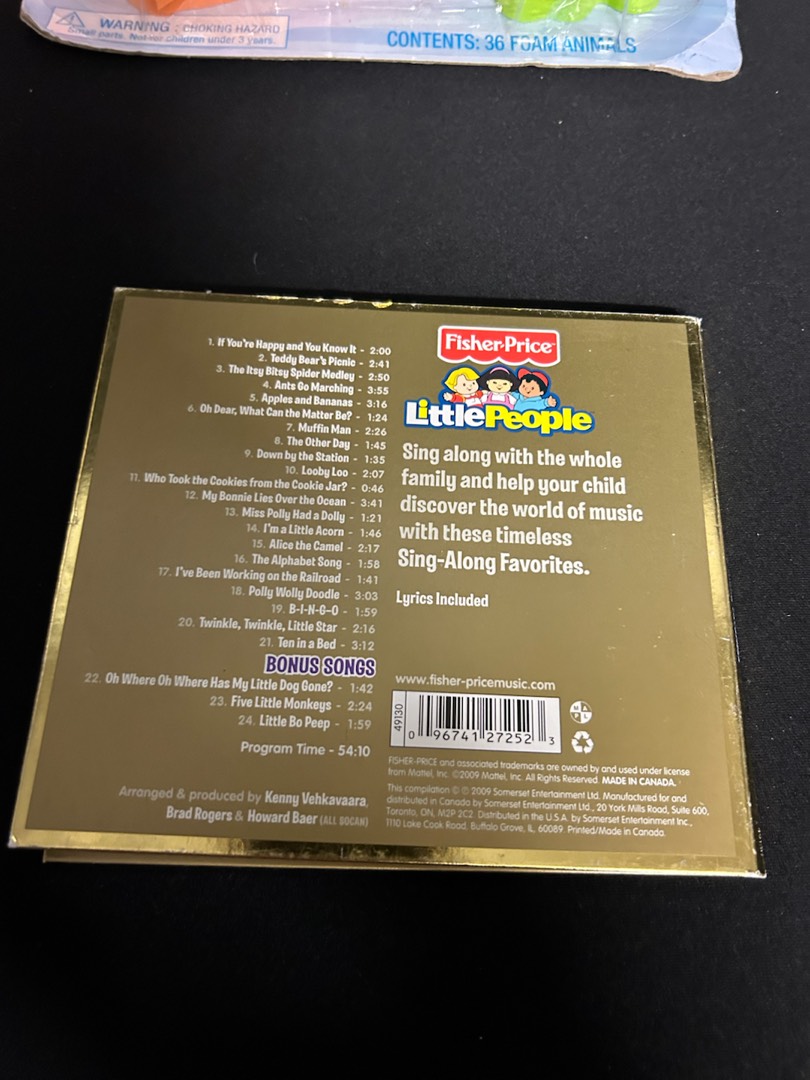 WARNING : CHOKING HAZARD
Small parts. Not for children under 3 years.
CONTENTS: 36 FOAM ANIMALS
1. If You're Happy and You Know It - 2:00
2. Teddy Bear's Picnic - 2:41
3. The Itsy Bitsy Spider Medley - 2:50
4. Ants Go Marching - 3:55
5. Apples and Bananas - 3:16
6. Oh Dear, What Can the Matter Be? - 1:24
7. Muffin Man - 2:26
8. The Other Day - 1:45
9. Down by the Station - 1:35
10. Looby Loo - 2:07
11. Who Took the Cookies from the Cookie Jar? - 0:46
12. My Bonnie Lies Over the Ocean - 3:41
13. Miss Polly Had a Dolly - 1:21
14. I'm a Little Acorn - 1:46
15. Alice the Camel - 2:17
16. The Alphabet Song - 1:58
17. I've Been Working on the Railroad - 1:41
18. Polly Wolly Doodle - 3:03
19. B-I-N-G-O - 1:59
20. Twinkle, Twinkle, Little Star - 2:16
21. Ten in a Bed - 3:12
BONUS SONGS
22. Oh Where Oh Where Has My Little Dog Gone? - 1:42
23. Five Little Monkeys - 2:24
24. Little Bo Peep - 1:59
Program Time - 54:10
Arranged & produced by Kenny Vehkavaara,
Brad Rogers & Howard Baer (ALL SOCAN)
Fisher-Price
Little People
Sing along with the whole
family and help your child
discover the world of music
with these timeless
Sing-Along Favorites.
Lyrics Included
www.fisher-pricemusic.com
49130
0 96741 27252 3
M A P L
FISHER-PRICE and associated trademarks are owned by and used under license
from Mattel, Inc. ©2009 Mattel, Inc. All Rights Reserved. MADE IN CANADA.
This compilation © ℗ 2009 Somerset Entertainment Ltd. Manufactured for and
distributed in Canada by Somerset Entertainment Ltd., 20 York Mills Road, Suite 600,
Toronto, ON, M2P 2C2. Distributed in the U.S.A. by Somerset Entertainment Inc.,
1110 Lake Cook Road, Buffalo Grove, IL, 60089. Printed/Made in Canada.